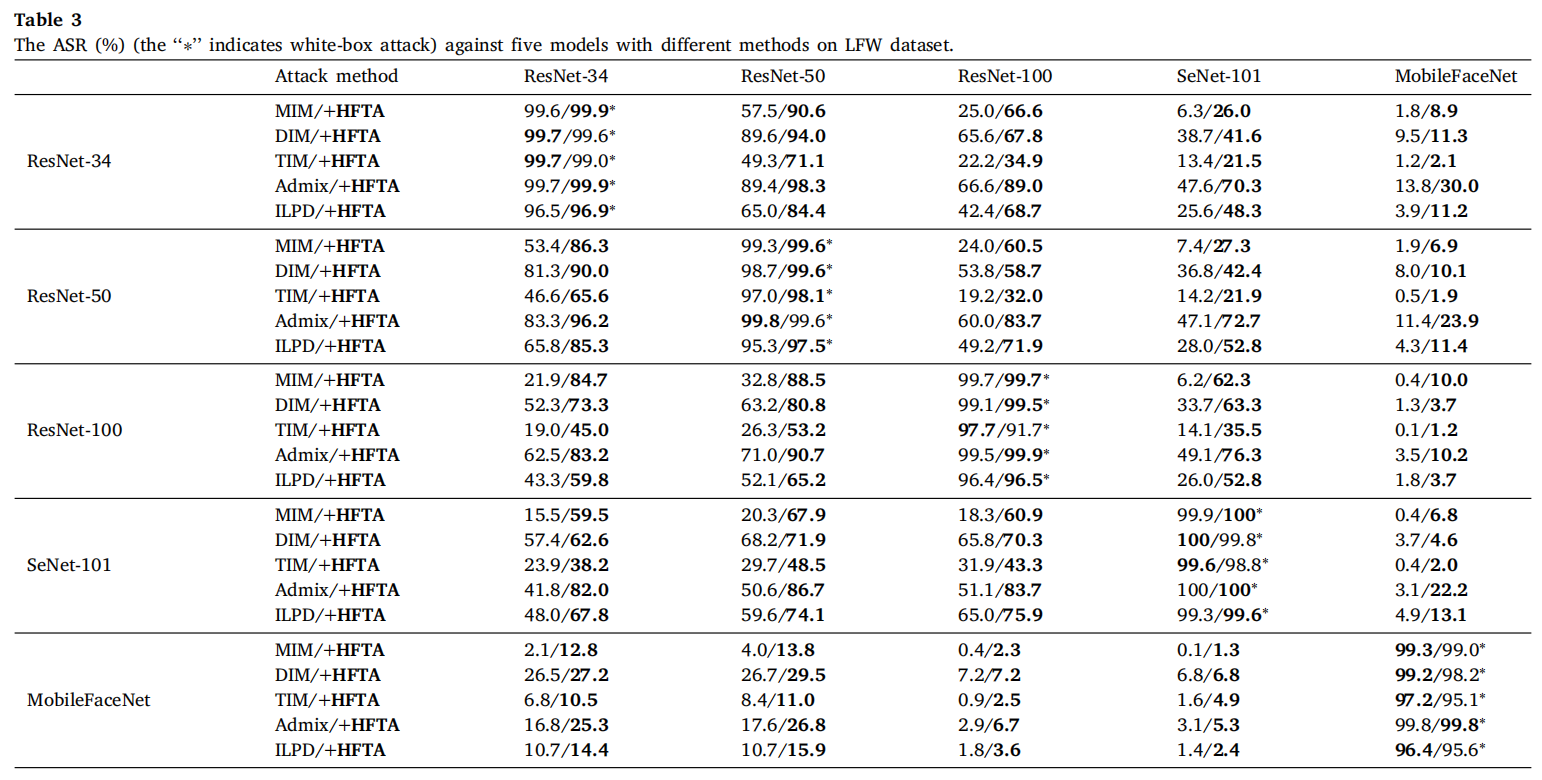 Table 3
The ASR (%) (the ‘‘∗’’ indicates white-box attack) against five models with different methods on LFW dataset.
Attack method ResNet-34 ResNet-50 ResNet-100 SeNet-101 MobileFaceNet
MIM/+HFTA 99.6/99.9* 57.5/90.6 25.0/66.6 6.3/26.0 1.8/8.9
DIM/+HFTA 99.7/99.6* 89.6/94.0 65.6/67.8 38.7/41.6 9.5/11.3
ResNet-34 TIM/+HFTA 99.7/99.0* 49.3/71.1 22.2/34.9 13.4/21.5 1.2/2.1
Admix/+HFTA 99.7/99.9* 89.4/98.3 66.6/89.0 47.6/70.3 13.8/30.0
ILPD/+HFTA 96.5/96.9* 65.0/84.4 42.4/68.7 25.6/48.3 3.9/11.2
MIM/+HFTA 53.4/86.3 99.3/99.6* 24.0/60.5 7.4/27.3 1.9/6.9
DIM/+HFTA 81.3/90.0 98.7/99.6* 53.8/58.7 36.8/42.4 8.0/10.1
ResNet-50 TIM/+HFTA 46.6/65.6 97.0/98.1* 19.2/32.0 14.2/21.9 0.5/1.9
Admix/+HFTA 83.3/96.2 99.8/99.6* 60.0/83.7 47.1/72.7 11.4/23.9
ILPD/+HFTA 65.8/85.3 95.3/97.5* 49.2/71.9 28.0/52.8 4.3/11.4
MIM/+HFTA 21.9/84.7 32.8/88.5 99.7/99.7* 6.2/62.3 0.4/10.0
DIM/+HFTA 52.3/73.3 63.2/80.8 99.1/99.5* 33.7/63.3 1.3/3.7
ResNet-100 TIM/+HFTA 19.0/45.0 26.3/53.2 97.7/91.7* 14.1/35.5 0.1/1.2
Admix/+HFTA 62.5/83.2 71.0/90.7 99.5/99.9* 49.1/76.3 3.5/10.2
ILPD/+HFTA 43.3/59.8 52.1/65.2 96.4/96.5* 26.0/52.8 1.8/3.7
MIM/+HFTA 15.5/59.5 20.3/67.9 18.3/60.9 99.9/100* 0.4/6.8
DIM/+HFTA 57.4/62.6 68.2/71.9 65.8/70.3 100/99.8* 3.7/4.6
SeNet-101 TIM/+HFTA 23.9/38.2 29.7/48.5 31.9/43.3 99.6/98.8* 0.4/2.0
Admix/+HFTA 41.8/82.0 50.6/86.7 51.1/83.7 100/100* 3.1/22.2
ILPD/+HFTA 48.0/67.8 59.6/74.1 65.0/75.9 99.3/99.6* 4.9/13.1
MIM/+HFTA 2.1/12.8 4.0/13.8 0.4/2.3 0.1/1.3 99.3/99.0*
DIM/+HFTA 26.5/27.2 26.7/29.5 7.2/7.2 6.8/6.8 99.2/98.2*
MobileFaceNet TIM/+HFTA 6.8/10.5 8.4/11.0 0.9/2.5 1.6/4.9 97.2/95.1*
Admix/+HFTA 16.8/25.3 17.6/26.8 2.9/6.7 3.1/5.3 99.8/99.8*
ILPD/+HFTA 10.7/14.4 10.7/15.9 1.8/3.6 1.4/2.4 96.4/95.6*